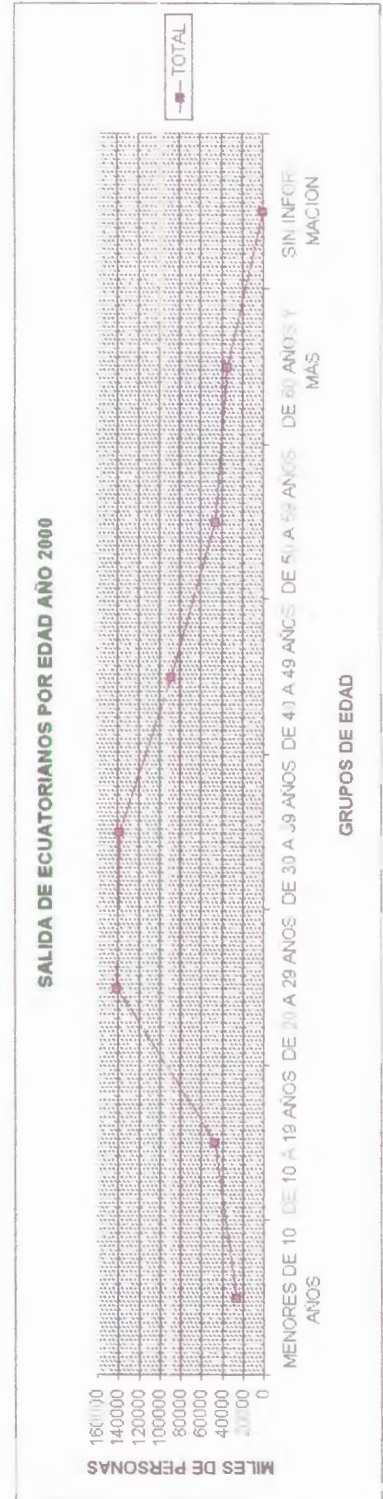 SALIDA DE ECUATORIANOS POR EDAD AÑO 2000
MILES DE PERSONAS
160000
140000
120000
100000
80000
60000
40000
20000
0
MENORES DE 10 AÑOS
DE 10 A 19 AÑOS
DE 20 A 29 AÑOS
DE 30 A 39 AÑOS
DE 40 A 49 AÑOS
DE 50 A 59 AÑOS
DE 60 AÑOS Y MÁS
SIN INFOR MACION
GRUPOS DE EDAD
TOTAL